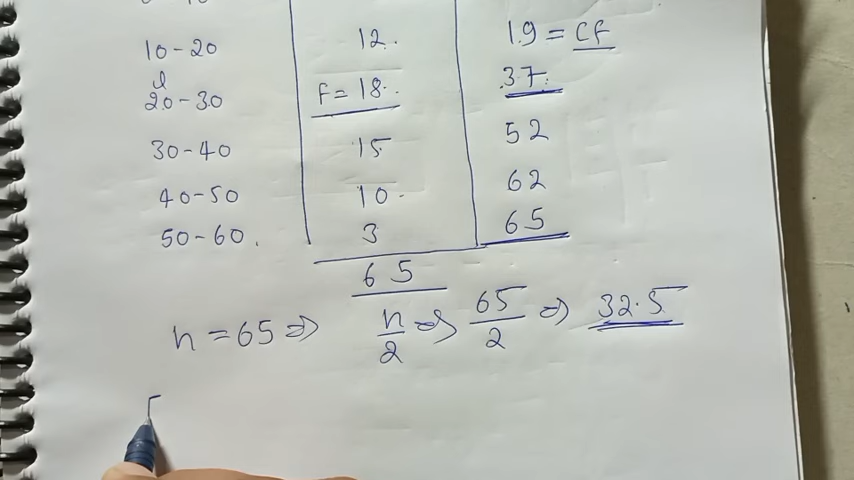 10-20 12. 19 = CF
l
20-30 F = 18. 37.
30-40 15 52
40-50 10. 62
50-60. 3 65
65
n = 65 ⇒ n/2 ⇒ 65/2 ⇒ 32.5